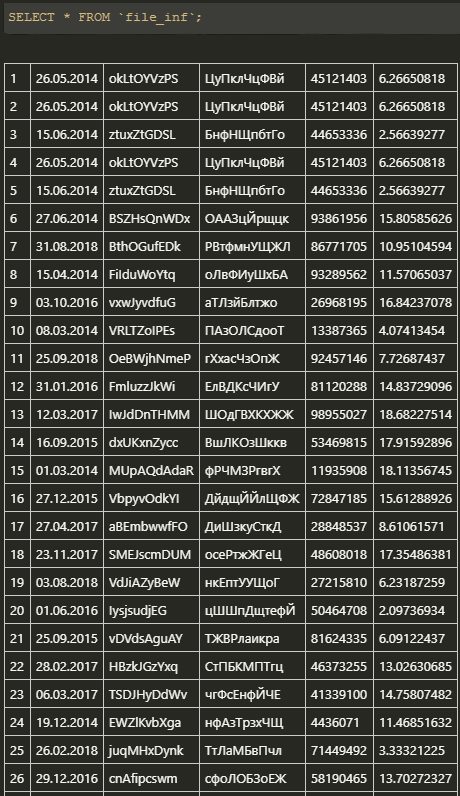 SELECT * FROM `file_inf`;
1 26.05.2014 okLtOYVzPS ЦуПклЧцФВй 45121403 6.26650818
2 26.05.2014 okLtOYVzPS ЦуПклЧцФВй 45121403 6.26650818
3 15.06.2014 ztuxZtGDSL БнфНЩпбтГо 44653336 2.56639277
4 26.05.2014 okLtOYVzPS ЦуПклЧцФВй 45121403 6.26650818
5 15.06.2014 ztuxZtGDSL БнфНЩпбтГо 44653336 2.56639277
6 27.06.2014 BSZHsQnWDx ОААЗцЙрщцк 93861956 15.80585626
7 31.08.2018 BthOGufEDk РВтфмнУЩЖЛ 86771705 10.95104594
8 15.04.2014 FiIduWoYtq оЛвФИуШхБА 93289562 11.57065037
9 03.10.2016 vxwJyvdfuG аТЛзйБлтжо 26968195 16.84237078
10 08.03.2014 VRLTZoIPEs ПАзОЛСдооТ 13387365 4.07413454
11 25.09.2018 OeBWjhNmeP гХхасЧзОпЖ 92457146 7.72687437
12 31.01.2016 FmluzzJkWi ЕлВДКсЧИгУ 81120288 14.83729096
13 12.03.2017 IwJdDnTHMM ШОдГВХКХЖЖ 98955027 18.68227514
14 16.09.2015 dxUKxnZycc ВшЛКОзШккв 53469815 17.91592896
15 01.03.2014 MUpAQdAdaR фРЧМЗРгвгХ 11935908 18.11356745
16 27.12.2015 VbpyvOdkYI ДйдщЙЙлЩФЖ 72847185 15.61288926
17 27.04.2017 aBEmbwwfFO ДиШзкуСткД 28848537 8.61061571
18 23.11.2017 SMEJscmDUM осеРтжЖГеЦ 48608018 17.35486381
19 03.08.2018 VdJiAZyBeW нкЕптУУЩоГ 27215810 6.23187259
20 01.06.2016 IysjsudjEG цШШпДщтефЙ 50464708 2.09736934
21 25.09.2015 vDVdsAguAY ТЖВРлаикра 81624335 6.09122437
22 28.02.2017 HBzkJGzYxq СтПБКМПТгц 46373255 13.02630685
23 06.03.2017 TSDJHyDdWv чгФсЕнфЙЧЕ 41339100 14.75807482
24 19.12.2014 EWZlKvbXga нфАзТрзхЧЩ 4436071 11.46851632
25 26.02.2018 juqMHxDynk ТтЛаМБвПчл 71449492 3.33321225
26 29.12.2016 cnAfipcswm сфоЛОБЗоЕЖ 58190465 13.70272327